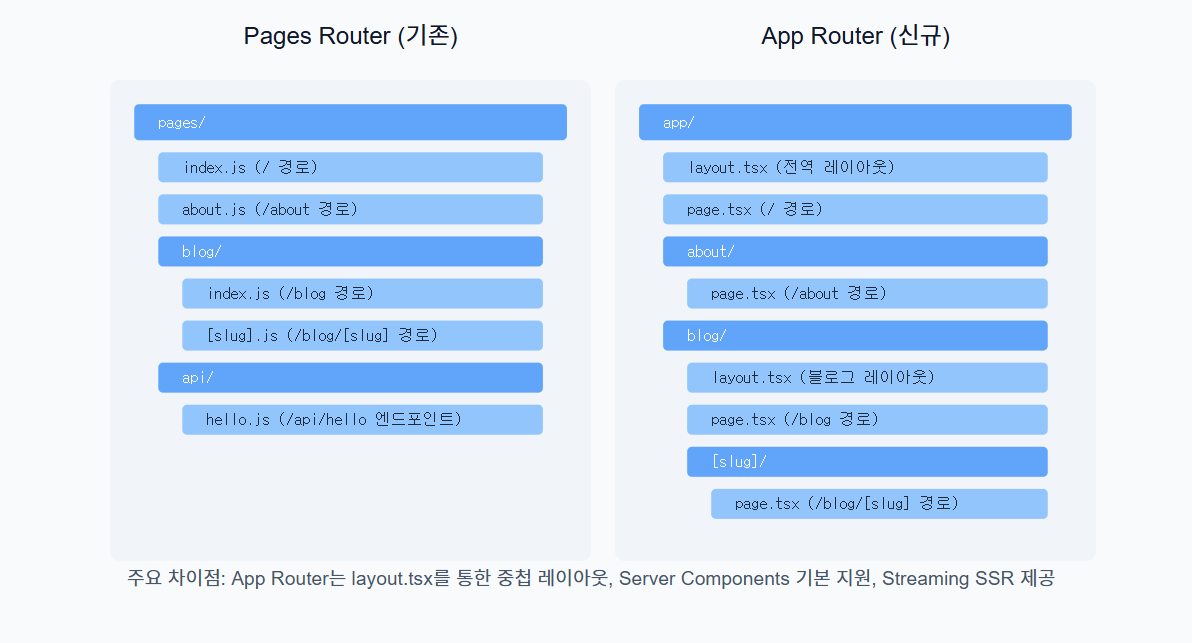 Pages Router (기존)
pages/
index.js (/ 경로)
about.js (/about 경로)
blog/
index.js (/blog 경로)
[slug].js (/blog/[slug] 경로)
api/
hello.js (/api/hello 엔드포인트)
App Router (신규)
app/
layout.tsx (전역 레이아웃)
page.tsx (/ 경로)
about/
page.tsx (/about 경로)
blog/
layout.tsx (블로그 레이아웃)
page.tsx (/blog 경로)
[slug]/
page.tsx (/blog/[slug] 경로)
주요 차이점: App Router는 layout.tsx를 통한 중첩 레이아웃, Server Components 기본 지원, Streaming SSR 제공